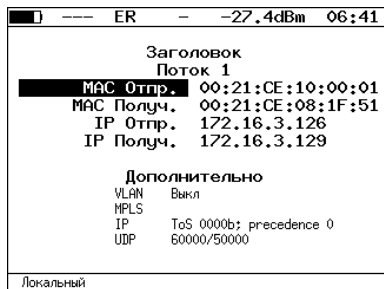 --- ER - -27.4dBm 06:41
Заголовок
Поток 1
MAC Отпр. 00:21:CE:10:00:01
MAC Получ. 00:21:CE:08:1F:51
IP Отпр. 172.16.3.126
IP Получ. 172.16.3.129
Дополнительно
VLAN Выкл
MPLS
IP ToS 0000b; precedence 0
UDP 60000/50000
Локальный